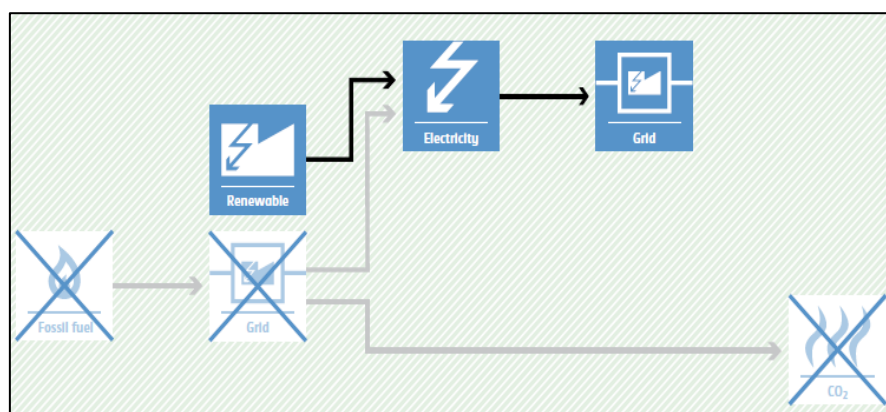 Electricity
Grid
Renewable
Fossil fuel
Grid
CO₂